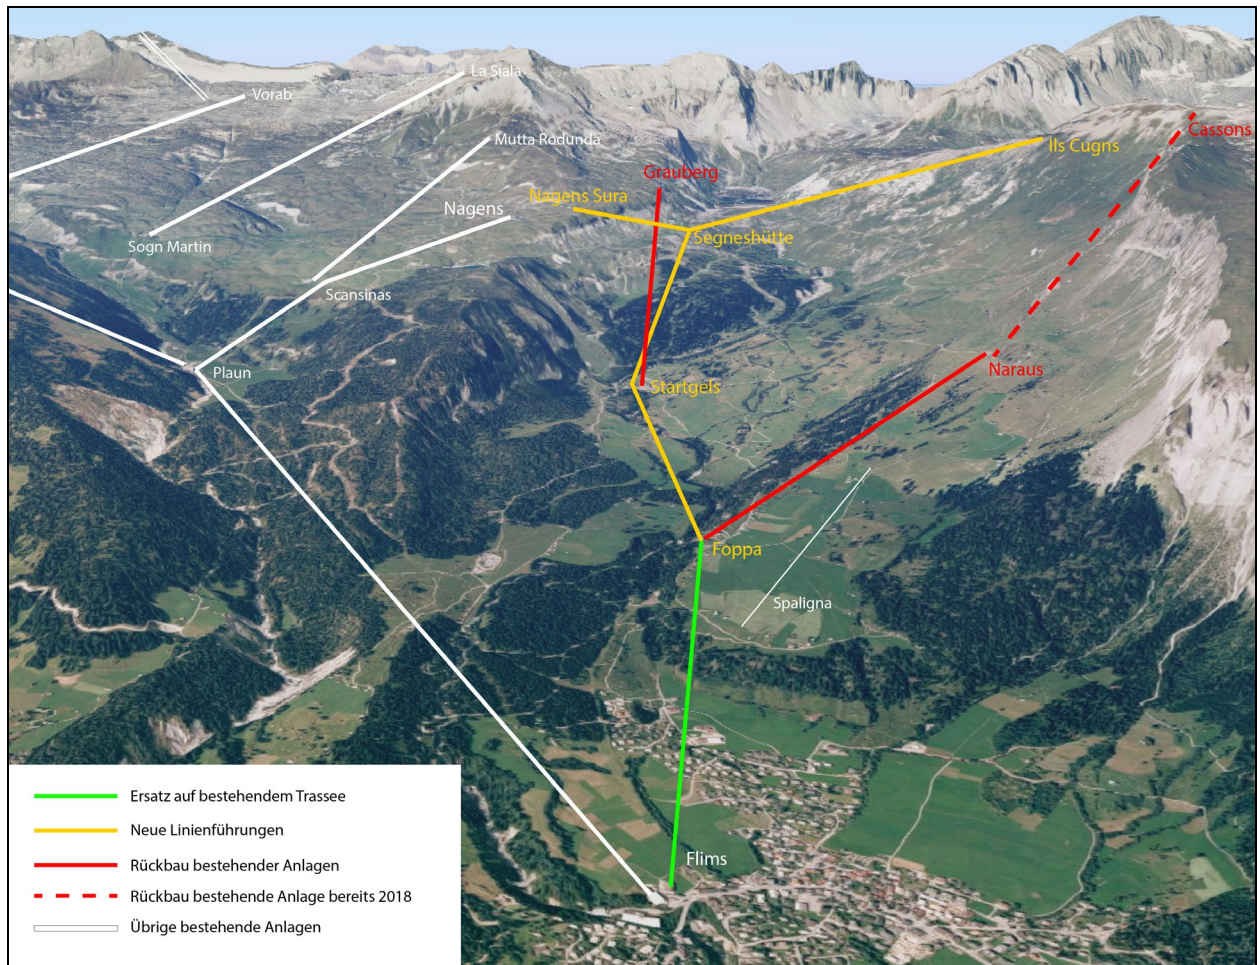 La Siala
Vorab
Cassons
Mutta Rodunda
Ils Cugns
Grauberg
Nagens Sura
Nagens
Segneshütte
Sogn Martin
Scansinas
Plaun
Naraus
Startgels
Foppa
Spaligna
Flims
Ersatz auf bestehendem Trassee
Neue Linienführungen
Rückbau bestehender Anlagen
Rückbau bestehende Anlage bereits 2018
Übrige bestehende Anlagen